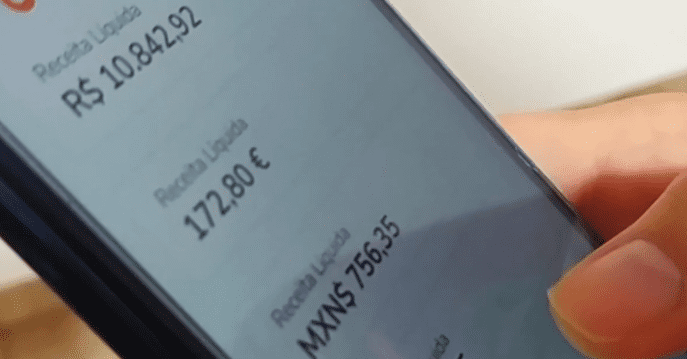 Receita Líquida
R$ 10.842,92
Receita Líquida
172,80 €
Receita Líquida
MXN$ 756,35